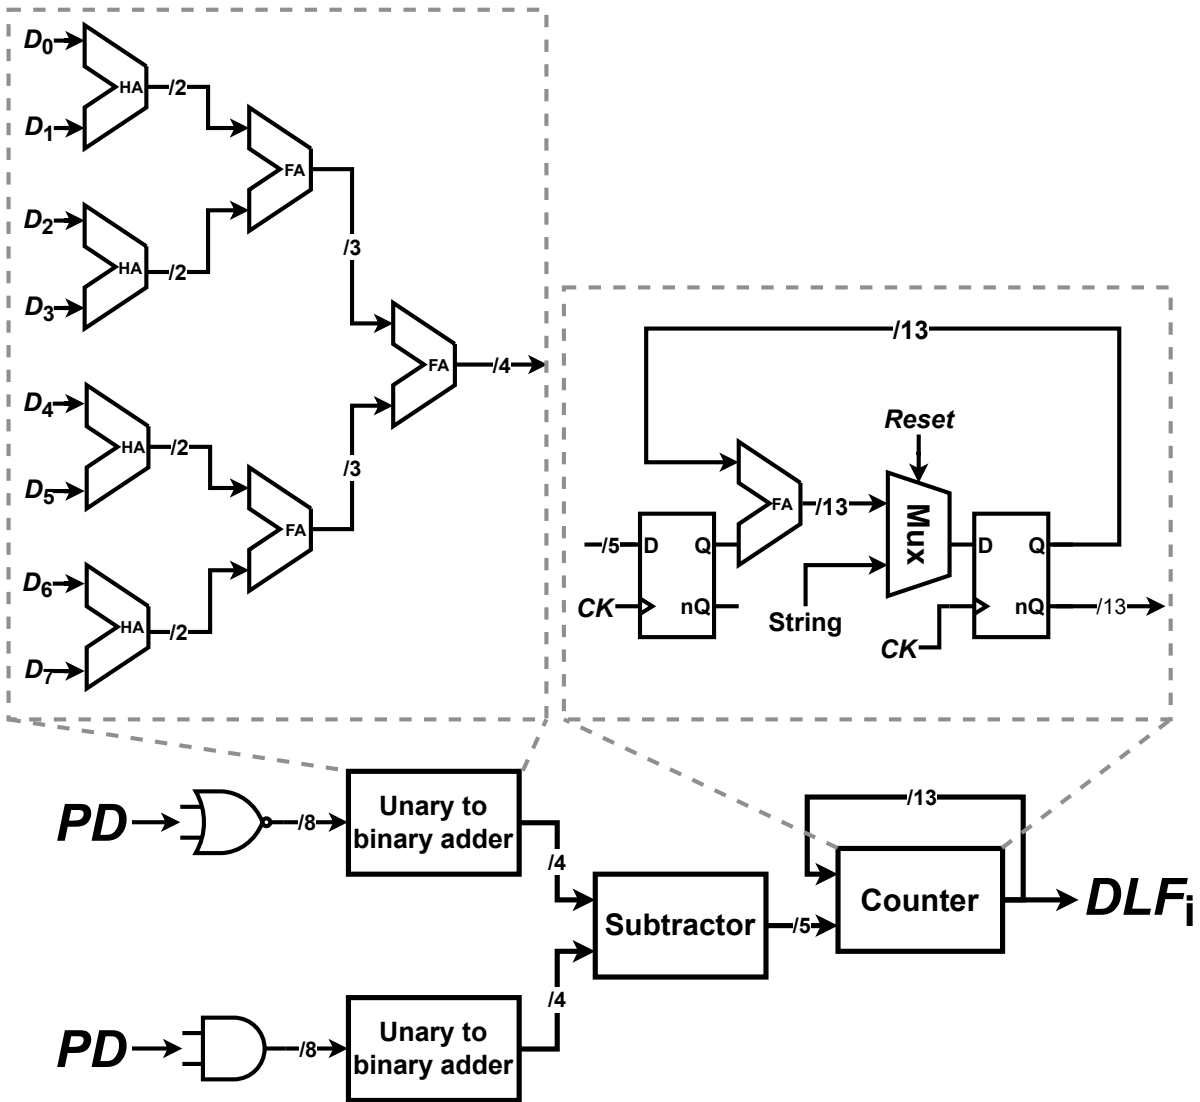 D0
HA
/2
D1
FA
D2
HA
/2
D3
/3
FA
/4
D4
HA
/2
D5
/3
FA
D6
HA
/2
D7
/13
Reset
FA
/13
Mux
/5
D
Q
D
Q
CK
nQ
String
nQ
/13
CK
PD
/8
Unary to
binary adder
/4
/13
Subtractor
/5
Counter
DLFi
PD
/8
Unary to
binary adder
/4